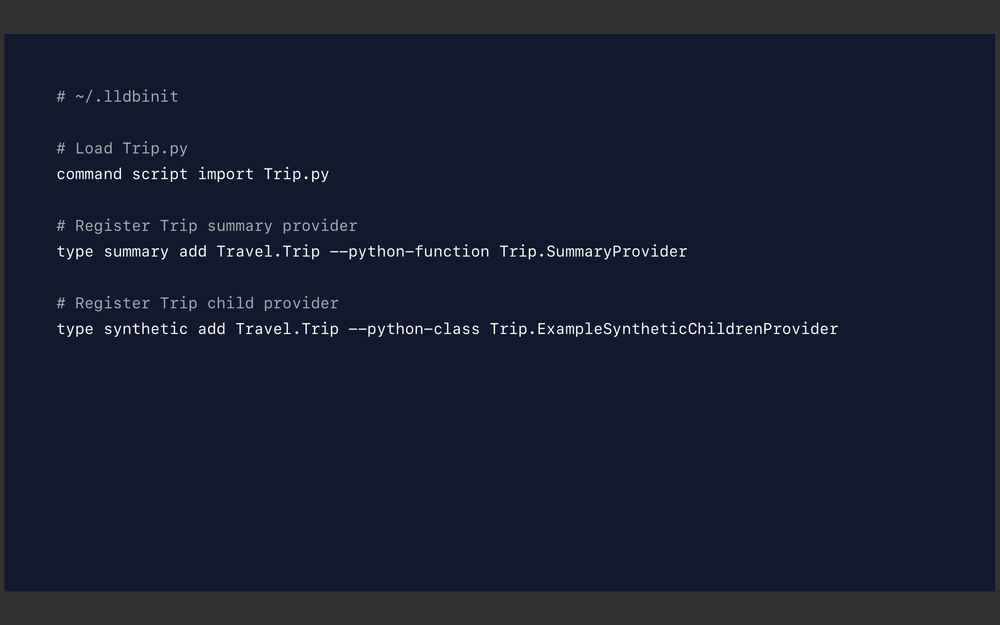 # ~/.lldbinit
# Load Trip.py
command script import Trip.py
# Register Trip summary provider
type summary add Travel.Trip --python-function Trip.SummaryProvider
# Register Trip child provider
type synthetic add Travel.Trip --python-class Trip.ExampleSyntheticChildrenProvider